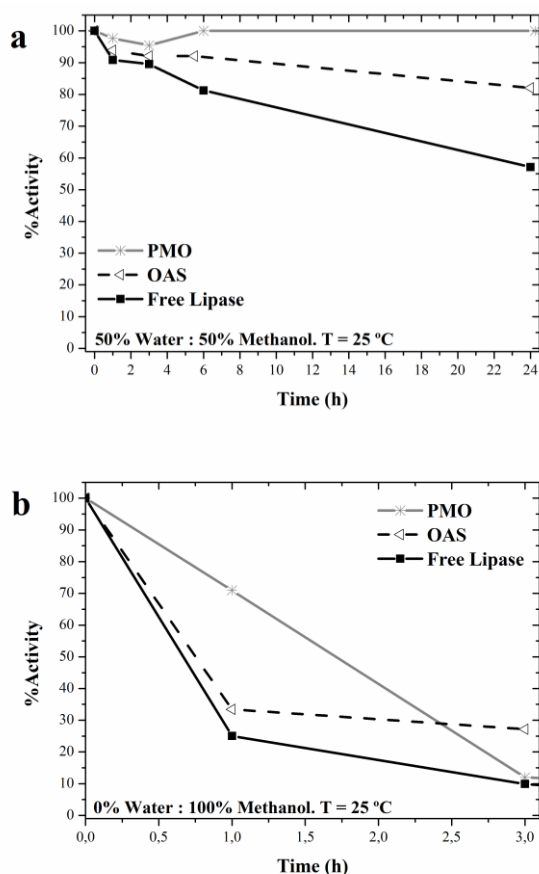 a
100
90
80
70
60
50
40
30
20
10
0
%Activity
PMO
OAS
Free Lipase
50% Water : 50% Methanol. T = 25 ºC
0 2 4 6 8 10 12 14 16 18 20 22 24
Time (h)
b
100
90
80
70
60
50
40
30
20
10
0
%Activity
PMO
OAS
Free Lipase
0% Water : 100% Methanol. T = 25 ºC
0,0 0,5 1,0 1,5 2,0 2,5 3,0
Time (h)